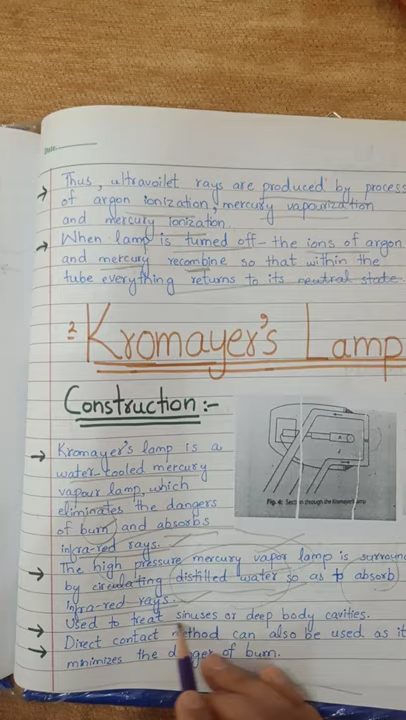 → Thus, ultravoilet rays are produced by process
of argon ionization, mercury vapourization
and mercury ionization.
→ When lamp is turned off - the ions of argon
and mercury recombine so that within the
tube everything returns to its neutral state.
2 Kromayer's Lamp
Construction :-
→ Kromayer's lamp is a
water-cooled mercury
vapour lamp, which
eliminates the dangers
of burn, and absorbs
infra-red rays.
Fig. 4: Section through the Kromayer lamp.
→ The high pressure mercury vapor lamp is surroun
by circulating distilled water so as to absorb
infra-red rays.
→ Used to treat sinuses or deep body cavities.
→ Direct contact method can also be used as it
minimizes the danger of burn.